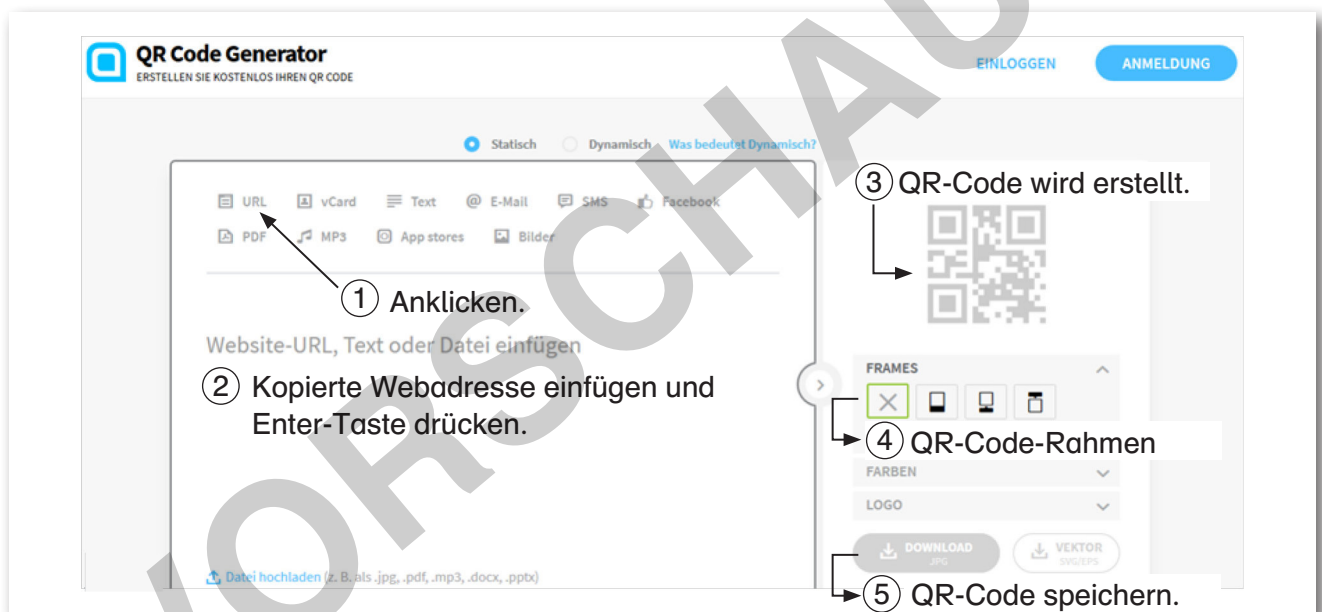 QR Code Generator
ERSTELLEN SIE KOSTENLOS IHREN QR CODE
EINLOGGEN
ANMELDUNG
Statisch
Dynamisch
Was bedeutet Dynamisch?
URL
vCard
Text
E-Mail
SMS
Facebook
PDF
MP3
App stores
Bilder
1 Anklicken.
Website-URL, Text oder Datei einfügen
2 Kopierte Webadresse einfügen und
Enter-Taste drücken.
Datei hochladen (z. B. als .jpg, .pdf, .mp3, .docx, .pptx)
3 QR-Code wird erstellt.
FRAMES
4 QR-Code-Rahmen
FARBEN
LOGO
DOWNLOAD
JPG
VEKTOR
SVG/EPS
5 QR-Code speichern.
VORSCHAU